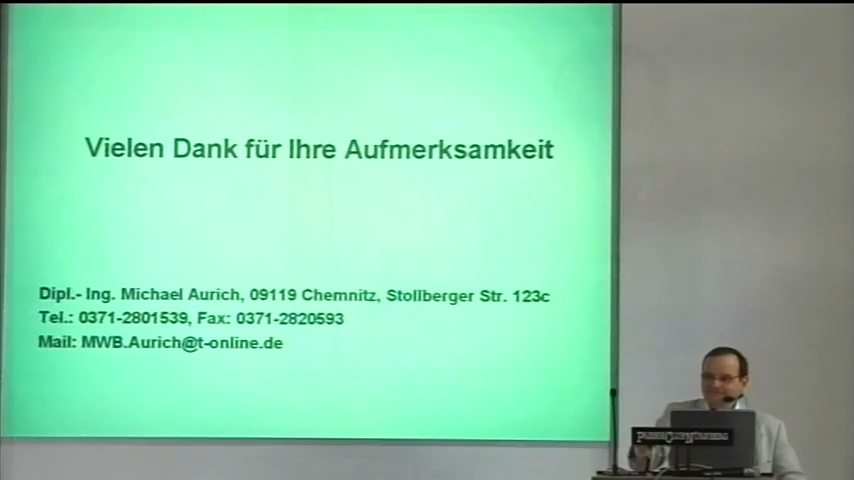 Vielen Dank für Ihre Aufmerksamkeit
Dipl.- Ing. Michael Aurich, 09119 Chemnitz, Stollberger Str. 123c
Tel.: 0371-2801539, Fax: 0371-2820593
Mail: MWB.Aurich@t-online.de